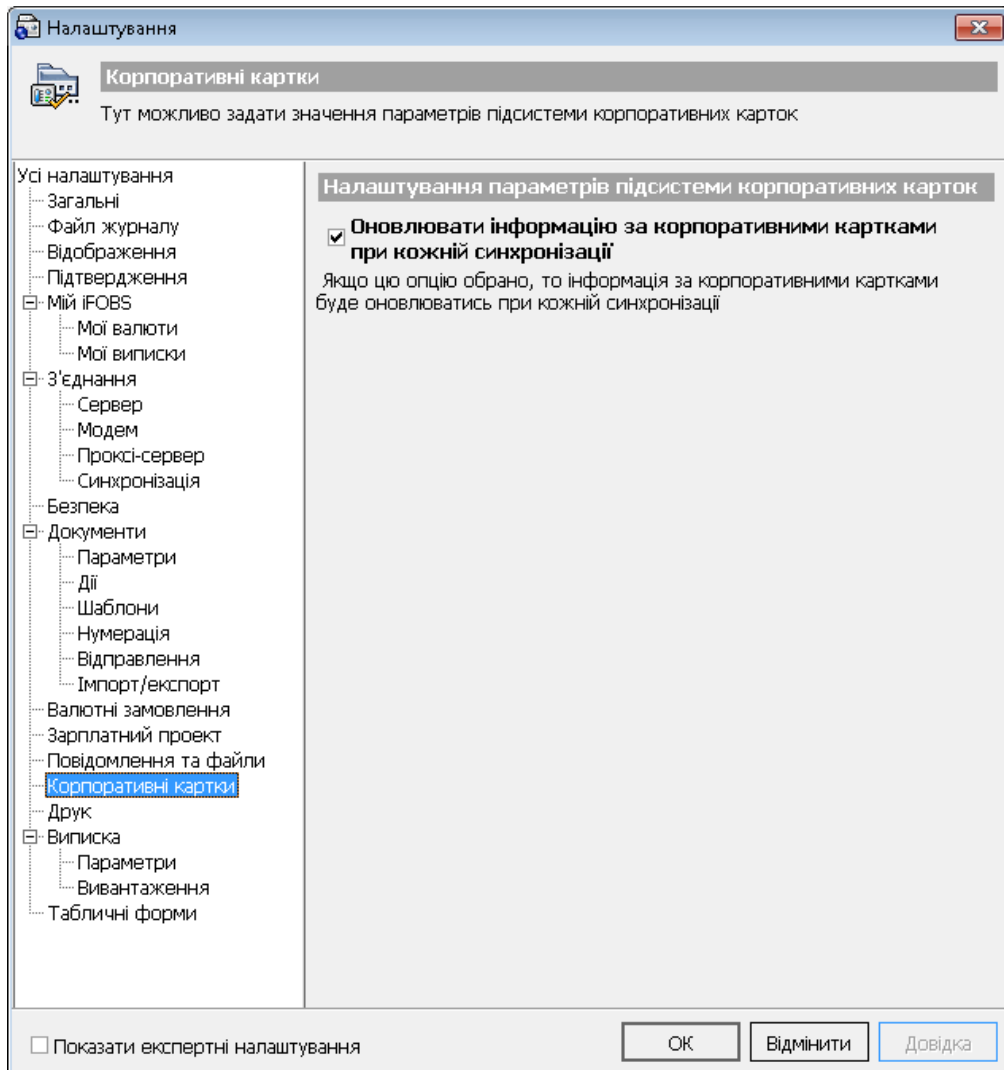 Налаштування
Корпоративні картки
Тут можливо задати значення параметрів підсистеми корпоративних карток
Усі налаштування
Загальні
Файл журналу
Відображення
Підтвердження
Мій iFOBS
Мої валюти
Мої виписки
З'єднання
Сервер
Модем
Проксі-сервер
Синхронізація
Безпека
Документи
Параметри
Дії
Шаблони
Нумерація
Відправлення
Імпорт/експорт
Валютні замовлення
Зарплатний проект
Повідомлення та файли
Корпоративні картки
Друк
Виписка
Параметри
Вивантаження
Табличні форми
Налаштування параметрів підсистеми корпоративних карток
Оновлювати інформацію за корпоративними картками
при кожній синхронізації
Якщо цю опцію обрано, то інформація за корпоративними картками
буде оновлюватись при кожній синхронізації
Показати експертні налаштування
ОК
Відмінити
Довідка